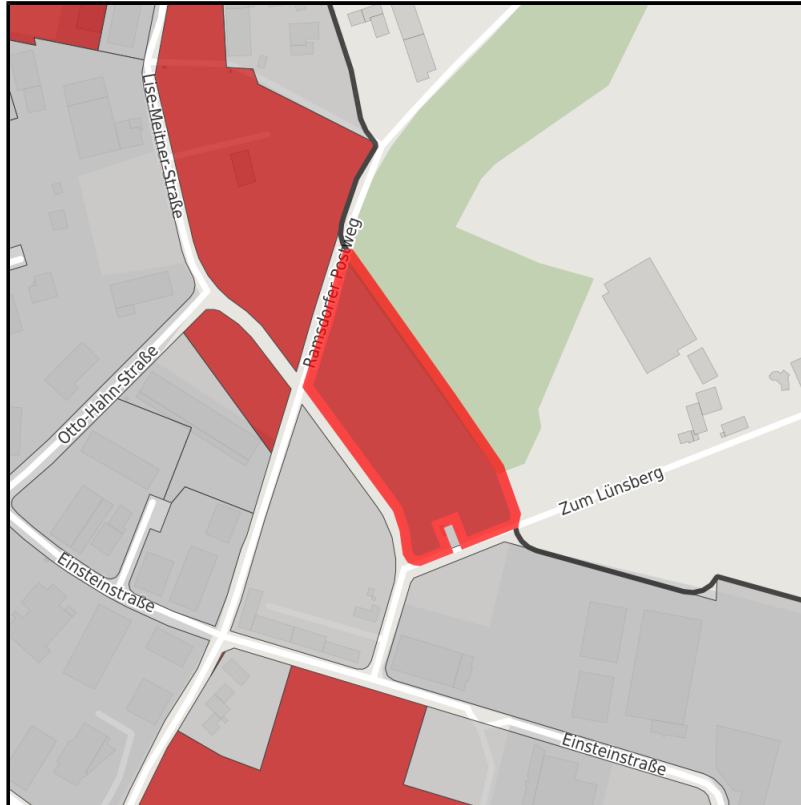 Lise-Meitner-Straße
Ramsdorfer Postweg
Otto-Hahn-Straße
Zum Lünsberg
Einsteinstraße
Einsteinstraße